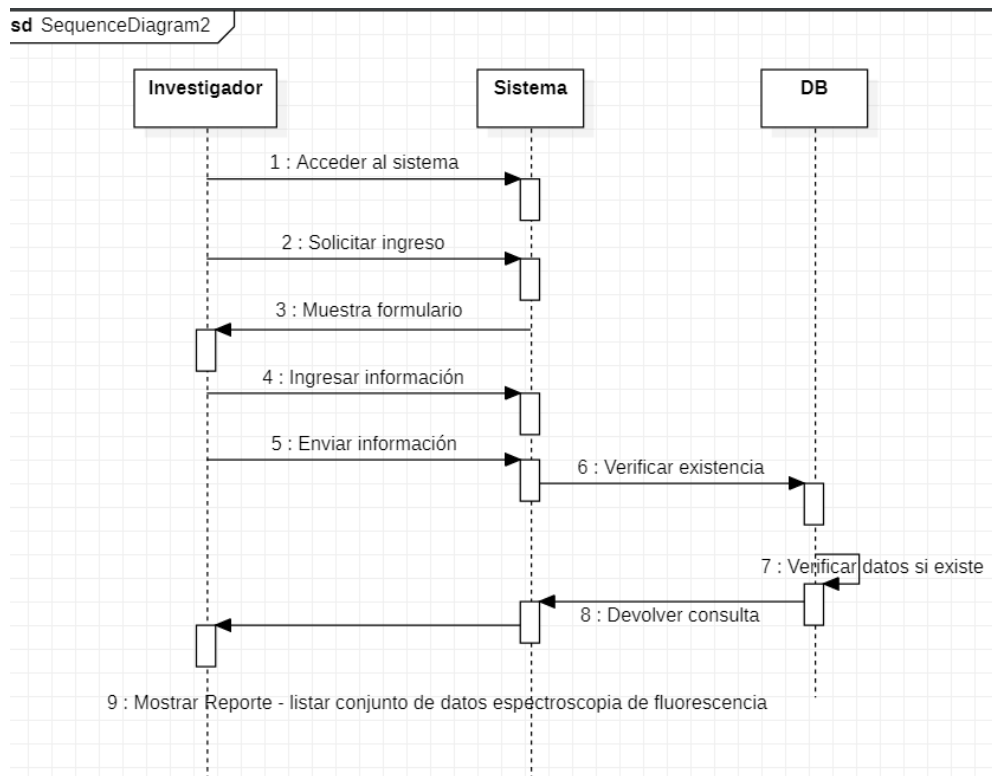 sd SequenceDiagram2
Investigador
Sistema
DB
1 : Acceder al sistema
2 : Solicitar ingreso
3 : Muestra formulario
4 : Ingresar información
5 : Enviar información
6 : Verificar existencia
7 : Verificar datos si existe
8 : Devolver consulta
9 : Mostrar Reporte - listar conjunto de datos espectroscopia de fluorescencia